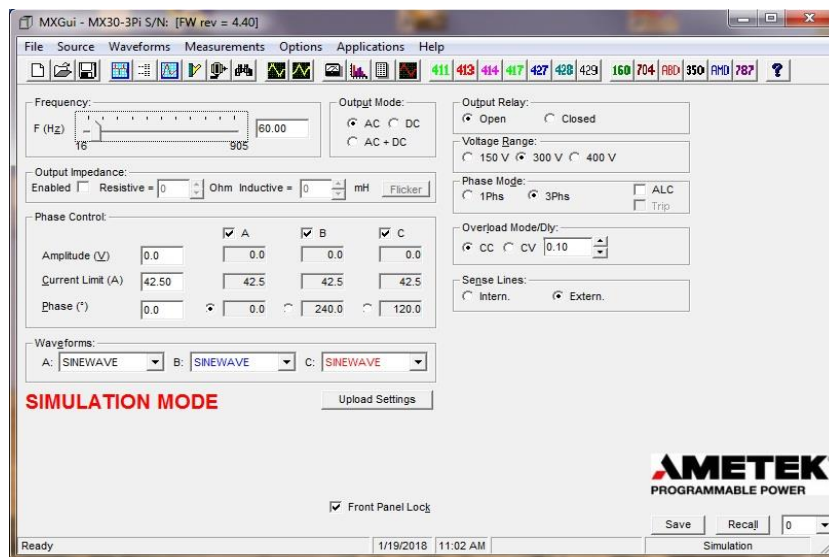 MXGui - MX30-3Pi S/N: [FW rev = 4.40]
File Source Waveforms Measurements Options Applications Help
411 413 414 417 427 428 429 160 704 ABD 350 AMD 787 ?
Frequency:
F (Hz)
16
905
60.00
Output Mode:
AC DC
AC + DC
Output Impedance:
Enabled Resistive = 0 Ohm Inductive = 0 mH Flicker
Phase Control:
A B C
Amplitude (V) 0.0 0.0 0.0 0.0
Current Limit (A) 42.50 42.5 42.5 42.5
Phase (°) 0.0 0.0 240.0 120.0
Waveforms:
A: SINEWAVE B: SINEWAVE C: SINEWAVE
SIMULATION MODE
Upload Settings
Front Panel Lock
Output Relay:
Open Closed
Voltage Range:
150 V 300 V 400 V
Phase Mode:
1Phs 3Phs
ALC
Trip
Overload Mode/Dly:
CC CV 0.10
Sense Lines:
Intern. Extern.
AMETEK
PROGRAMMABLE POWER
Save Recall 0
Ready 1/19/2018 11:02 AM Simulation